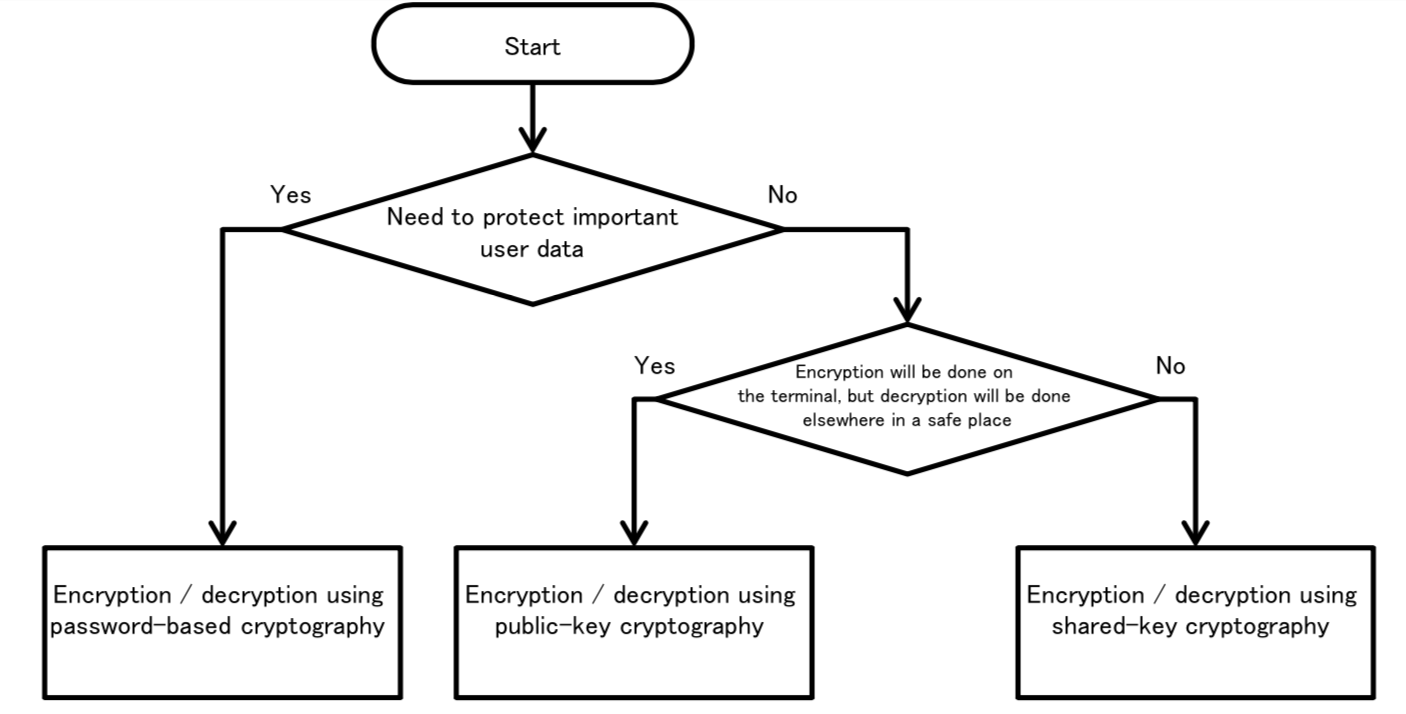 Start
Yes
No
Need to protect important
user data
Yes
No
Encryption will be done on
the terminal, but decryption will be done
elsewhere in a safe place
Encryption / decryption using
password-based cryptography
Encryption / decryption using
public-key cryptography
Encryption / decryption using
shared-key cryptography